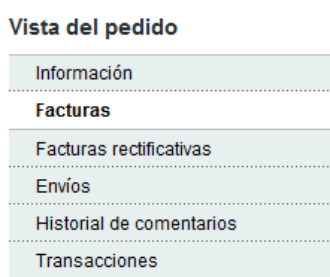 Vista del pedido
Información
Facturas
Facturas rectificativas
Envíos
Historial de comentarios
Transacciones